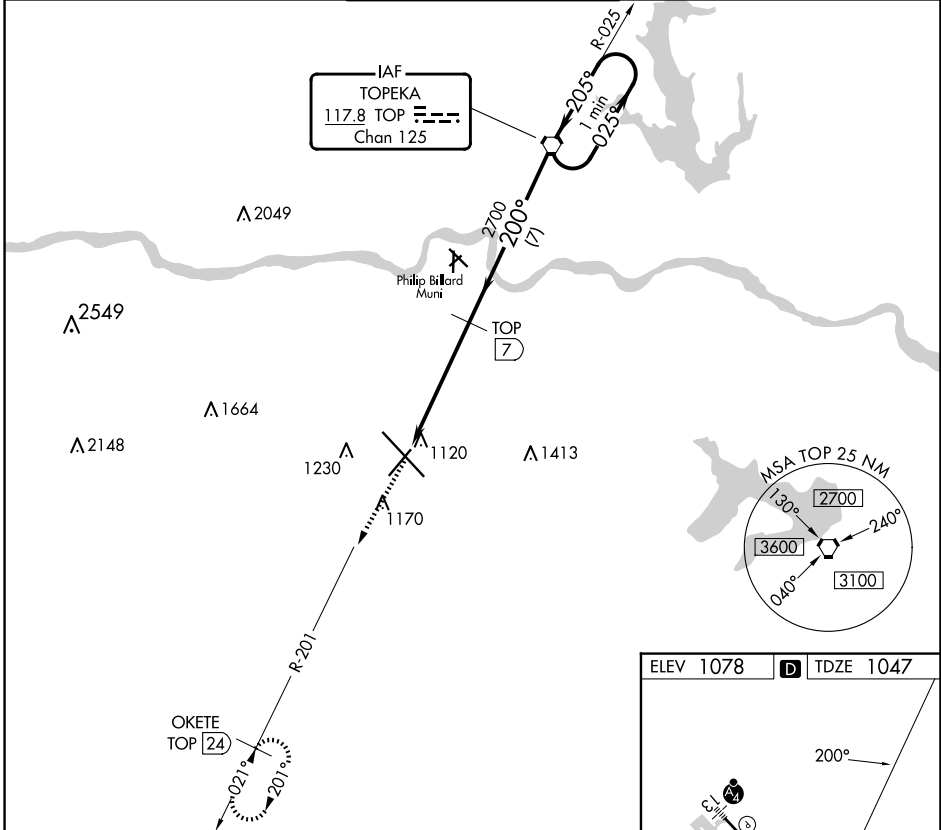 R-025
IAF
TOPEKA
117.8 TOP
Chan 125
205°
1 min
025°
2049
2700
200°
(7)
Philip Billard
Muni
2549
TOP
7
1664
2148
1230
1120
1413
1170
MSA TOP 25 NM
130°
2700
240°
3600
040°
3100
R-201
OKETE
TOP 24
021°
201°
ELEV 1078
D
TDZE 1047
200°
A4
13
P